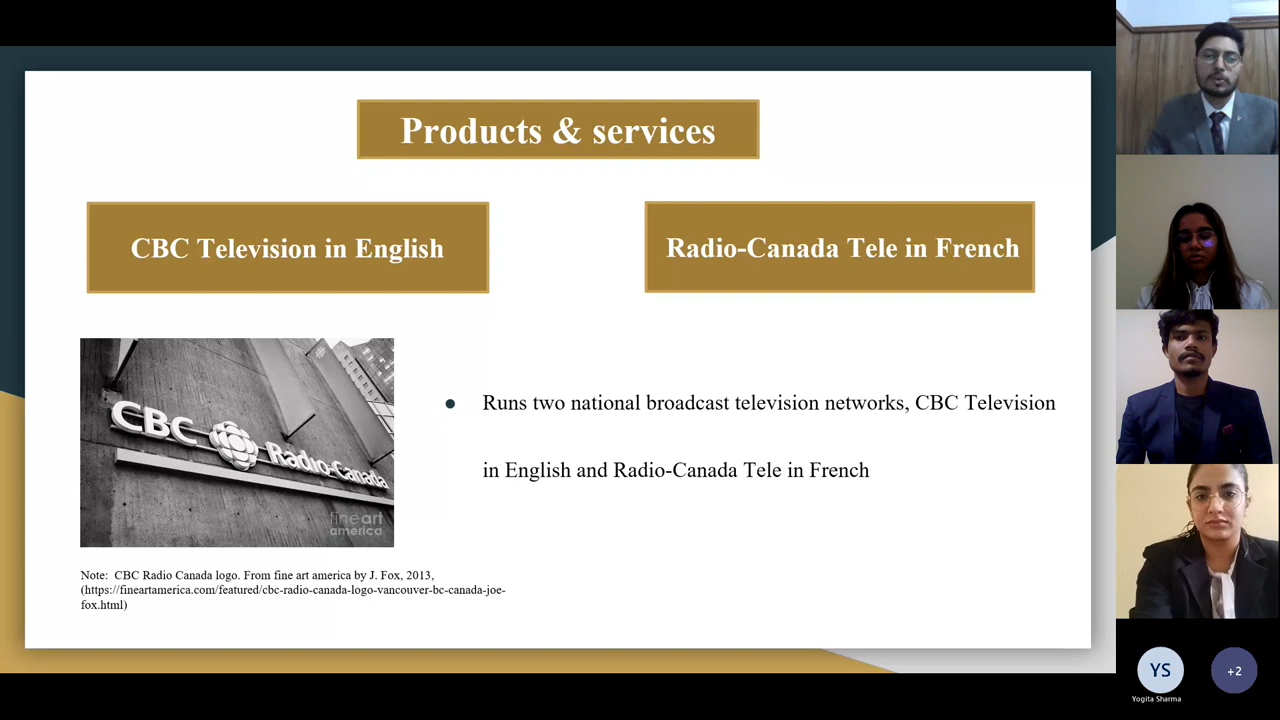 Products & services
CBC Television in English
Radio-Canada Tele in French
CBC Radio-Canada
fineart
america
Runs two national broadcast television networks, CBC Television
in English and Radio-Canada Tele in French
Note:  CBC Radio Canada logo. From fine art america by J. Fox, 2013,
(https://fineartamerica.com/featured/cbc-radio-canada-logo-vancouver-bc-canada-joe-
fox.html)
YS
+2
Yogita Sharma